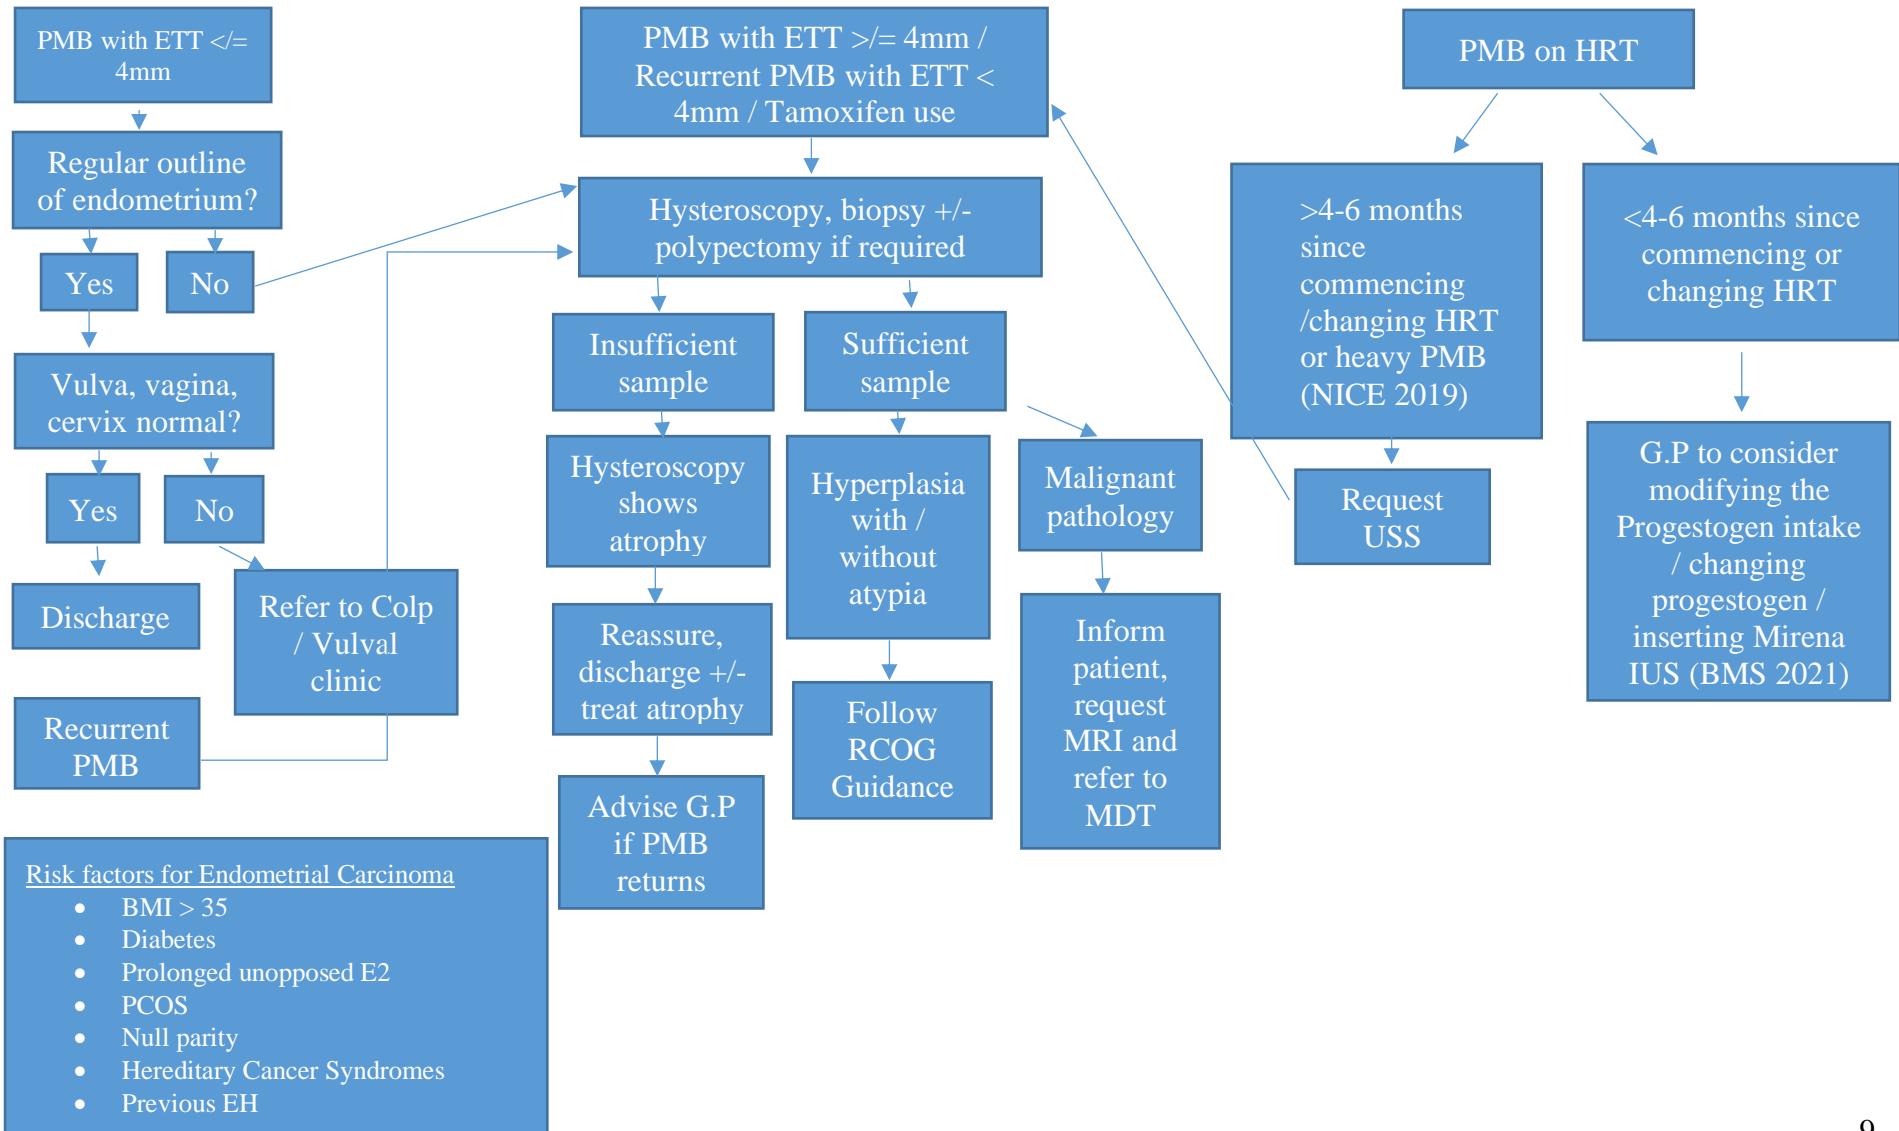 PMB with ETT </=
4mm
Regular outline
of endometrium?
Yes
No
Vulva, vagina,
cervix normal?
Yes
No
Discharge
Refer to Colp
/ Vulval
clinic
Recurrent
PMB
PMB with ETT >/= 4mm /
Recurrent PMB with ETT <
4mm / Tamoxifen use
Hysteroscopy, biopsy +/-
polypectomy if required
Insufficient
sample
Sufficient
sample
Hysteroscopy
shows
atrophy
Hyperplasia
with /
without
atypia
Malignant
pathology
Reassure,
discharge +/-
treat atrophy
Follow
RCOG
Guidance
Inform
patient,
request
MRI and
refer to
MDT
Advise G.P
if PMB
returns
PMB on HRT
>4-6 months
since
commencing
/changing HRT
or heavy PMB
(NICE 2019)
<4-6 months since
commencing or
changing HRT
Request
USS
G.P to consider
modifying the
Progestogen intake
/ changing
progestogen /
inserting Mirena
IUS (BMS 2021)
Risk factors for Endometrial Carcinoma
• BMI > 35
• Diabetes
• Prolonged unopposed E2
• PCOS
• Null parity
• Hereditary Cancer Syndromes
• Previous EH
9